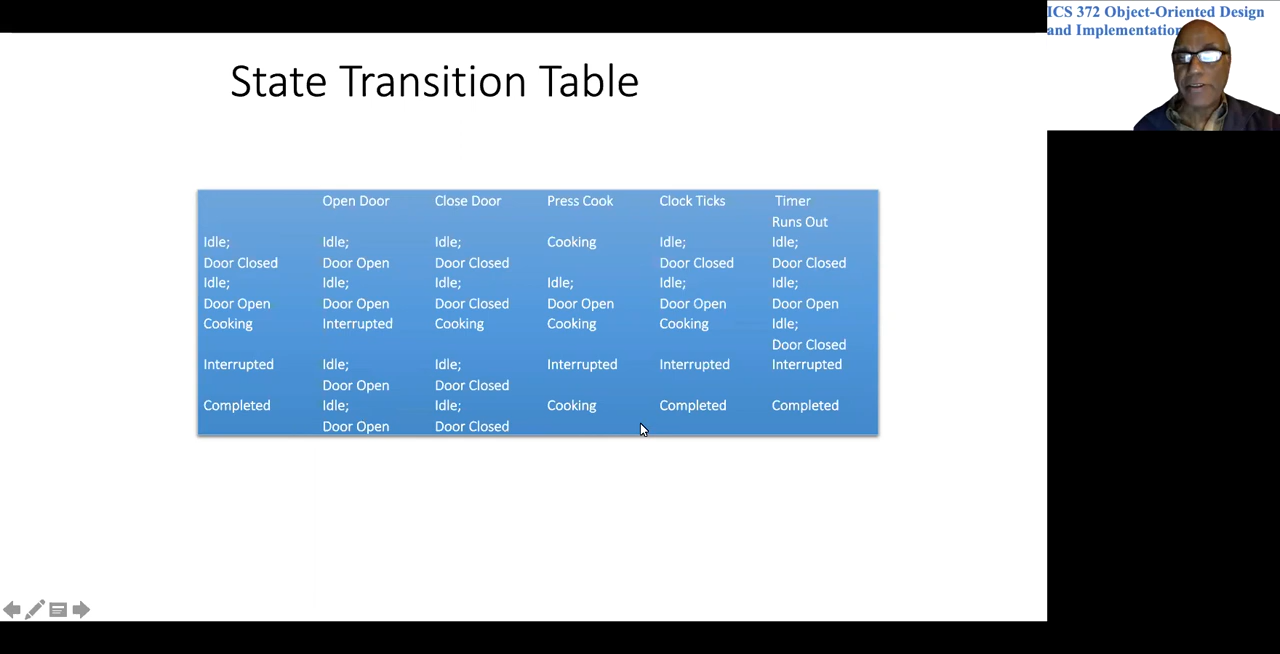 ICS 372 Object-Oriented Design
and Implementation
State Transition Table
Open Door Close Door Press Cook Clock Ticks Timer
Runs Out
Idle; Idle; Idle; Cooking Idle; Idle;
Door Closed Door Open Door Closed Door Closed Door Closed
Idle; Idle; Idle; Idle; Idle; Idle;
Door Open Door Open Door Closed Door Open Door Open Door Open
Cooking Interrupted Cooking Cooking Cooking Idle;
Door Closed
Interrupted Idle; Idle; Interrupted Interrupted Interrupted
Door Open Door Closed
Completed Idle; Idle; Cooking Completed Completed
Door Open Door Closed